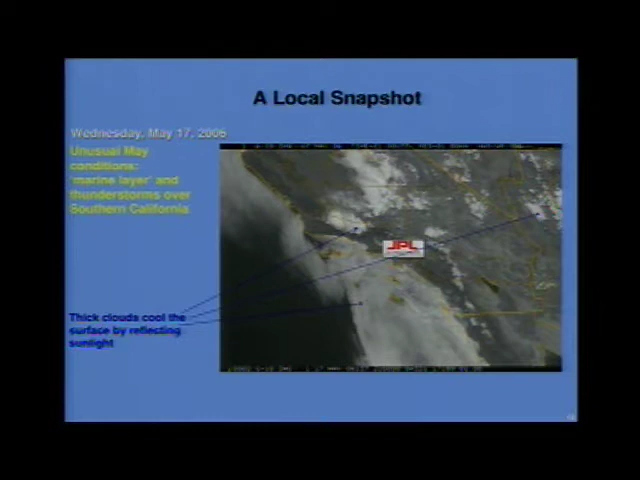 A Local Snapshot
Wednesday, May 17, 2006
Unusual May
conditions:
'marine layer' and
thunderstorms over
Southern California
JPL
Thick clouds cool the
surface by reflecting
sunlight